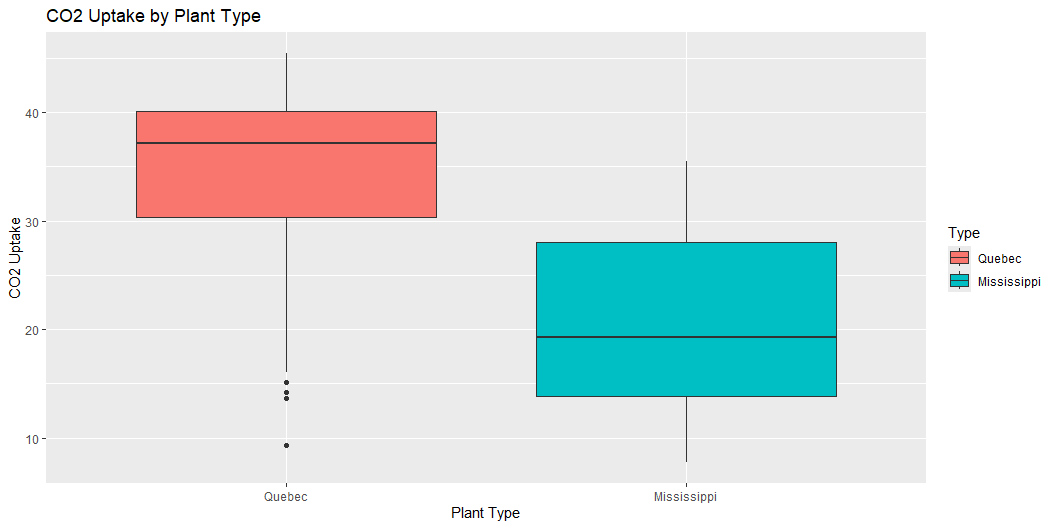 CO2 Uptake by Plant Type
CO2 Uptake
40
30
20
10
Quebec
Mississippi
Plant Type
Type
Quebec
Mississippi